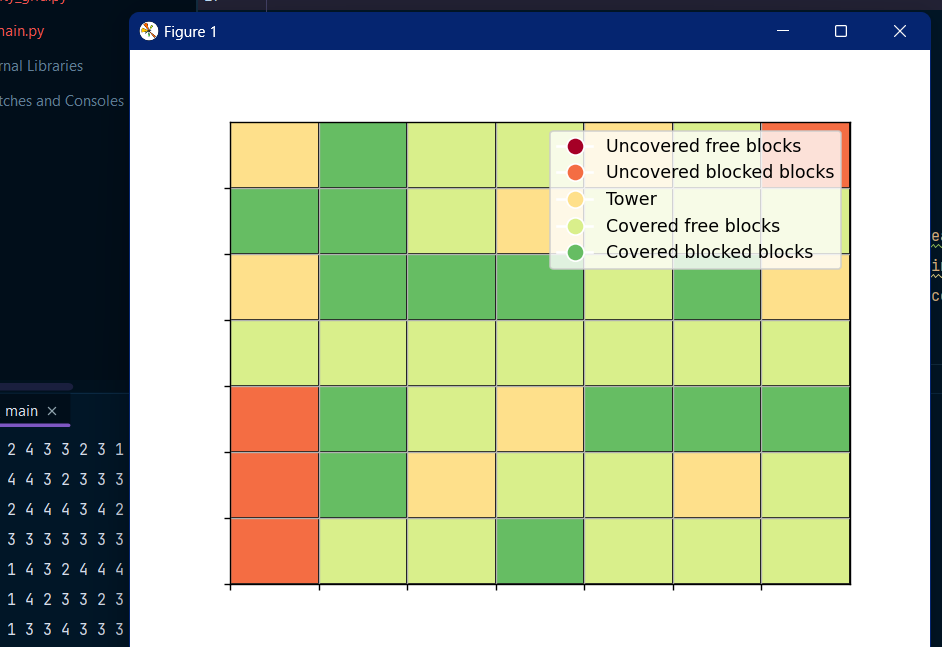 main.py
Figure 1
Libraries
and Consoles
Uncovered free blocks
Uncovered blocked blocks
Tower
Covered free blocks
Covered blocked blocks
main
2 4 3 3 2 3 1
4 4 3 2 3 3 3
2 4 4 4 3 4 2
3 3 3 3 3 3 3
1 4 3 2 4 4 4
1 4 2 3 3 2 3
1 3 3 4 3 3 3